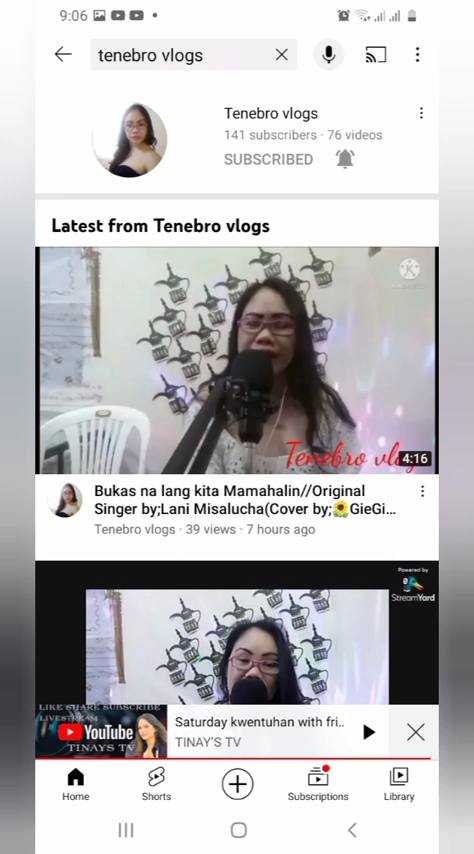 9:06
tenebro vlogs
Tenebro vlogs
141 subscribers · 76 videos
SUBSCRIBED
Latest from Tenebro vlogs
K
Tenebro vl
4:16
Bukas na lang kita Mamahalin//Original
Singer by;Lani Misalucha(Cover by;🌻GieGi...
Tenebro vlogs · 39 views · 7 hours ago
Powered by
StreamYard
LIKE SHARE SUBSCRIBE
LIVESTREAM
YouTube
TINAYS TV
Saturday kwentuhan with fri..
TINAY'S TV
Home
Shorts
Subscriptions
Library